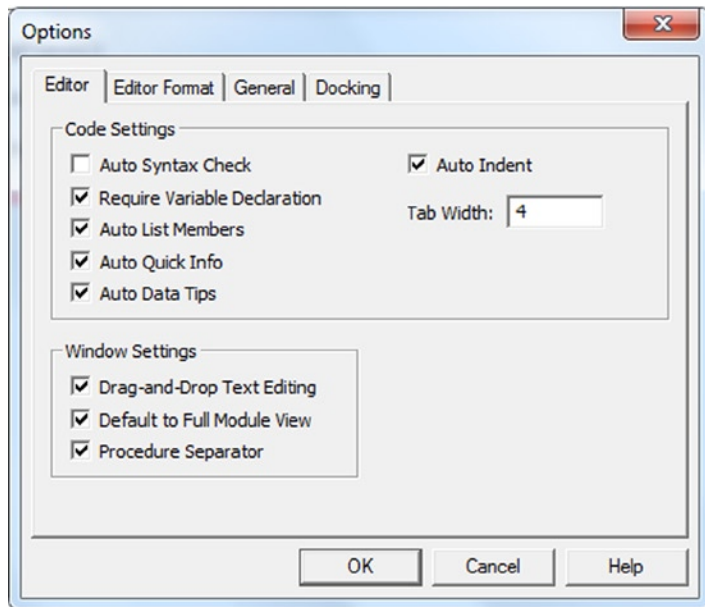 Options
Editor
Editor Format
General
Docking
Code Settings
Auto Syntax Check
Require Variable Declaration
Auto List Members
Auto Quick Info
Auto Data Tips
Auto Indent
Tab Width: 4
Window Settings
Drag-and-Drop Text Editing
Default to Full Module View
Procedure Separator
OK
Cancel
Help